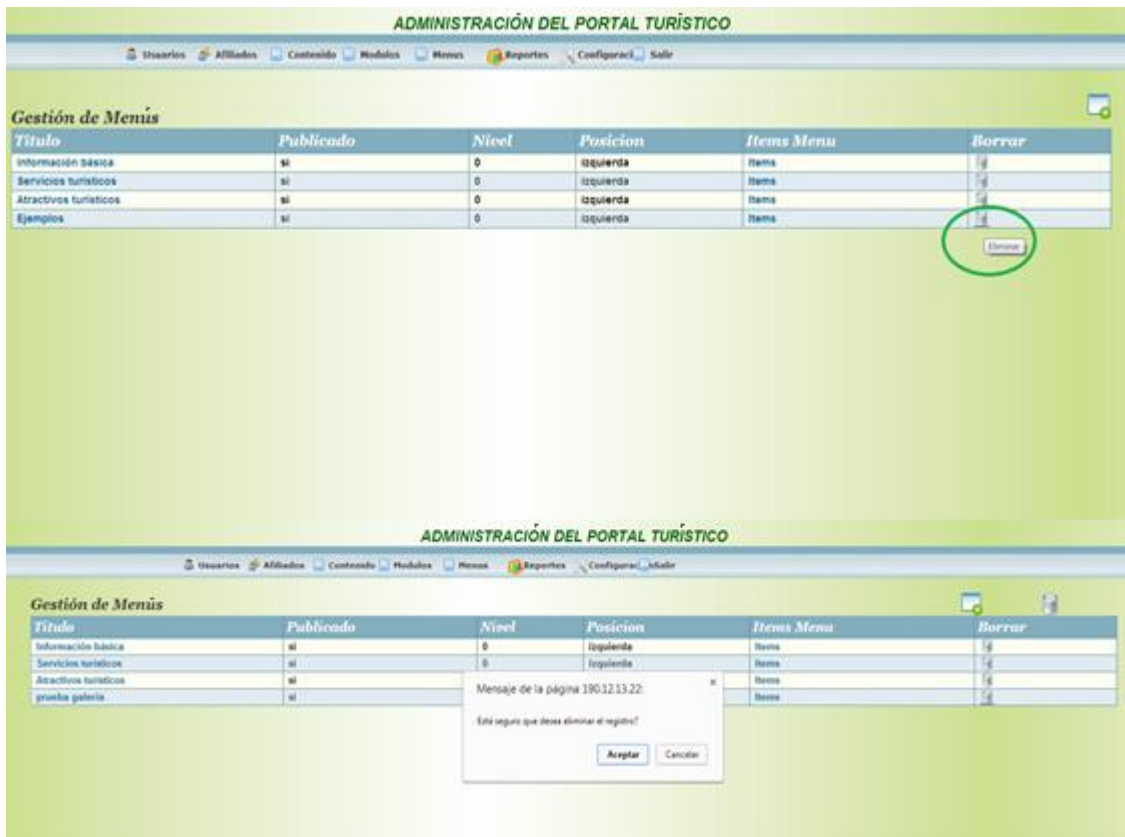 ADMINISTRACIÓN DEL PORTAL TURÍSTICO
Usuarios Afiliados Contenido Modulos Menus Reportes Configuraci Salir
Gestión de Menús
Titulo Publicado Nivel Posicion Items Menu Borrar
Información básica si 0 Izquierda Items
Servicios turísticos si 0 Izquierda Items
Atractivos turísticos si 0 Izquierda Items
Ejemplos si 0 Izquierda Items
Eliminar
ADMINISTRACIÓN DEL PORTAL TURÍSTICO
Usuarios Afiliados Contenido Modulos Menus Reportes Configurac Salir
Gestión de Menús
Titulo Publicado Nivel Posicion Items Menu Borrar
Información básica si 0 Izquierda Items
Servicios turísticos si 0 Izquierda Items
Atractivos turísticos si Items
prueba galeria si Items
Mensaje de la página 190.12.13.22:
Está seguro que desea eliminar el registro?
Aceptar Cancelar